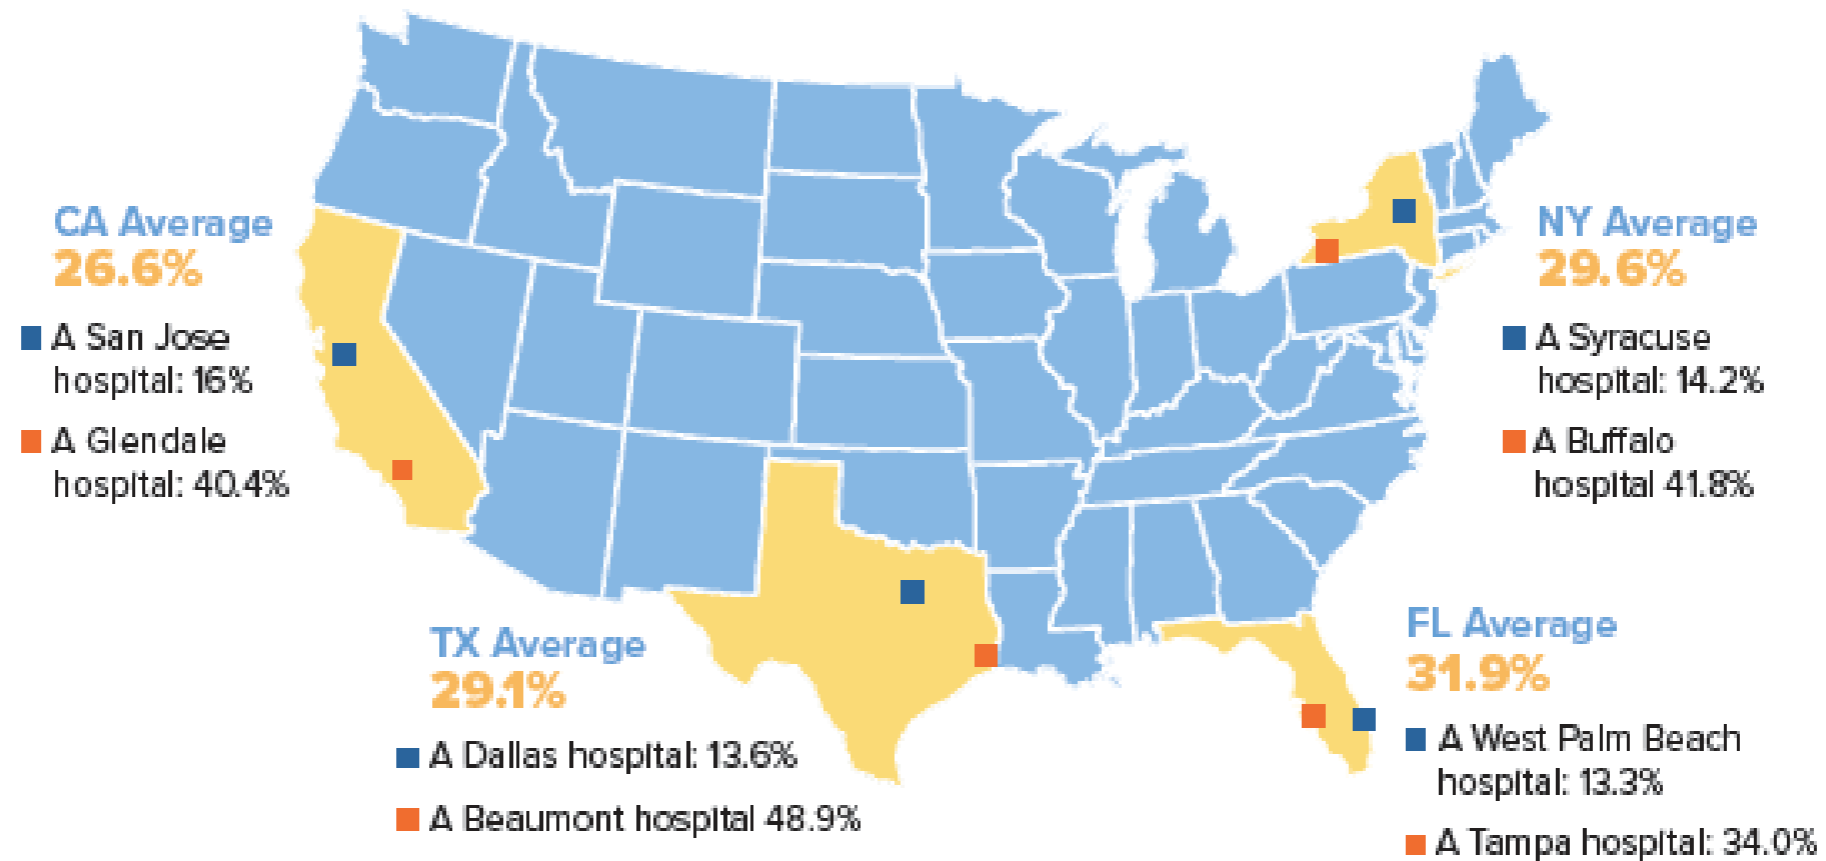 CA Average
26.6%
A San Jose
hospital: 16%
A Glendale
hospital: 40.4%
TX Average
29.1%
A Dallas hospital: 13.6%
A Beaumont hospital 48.9%
NY Average
29.6%
A Syracuse
hospital: 14.2%
A Buffalo
hospital 41.8%
FL Average
31.9%
A West Palm Beach
hospital: 13.3%
A Tampa hospital: 34.0%